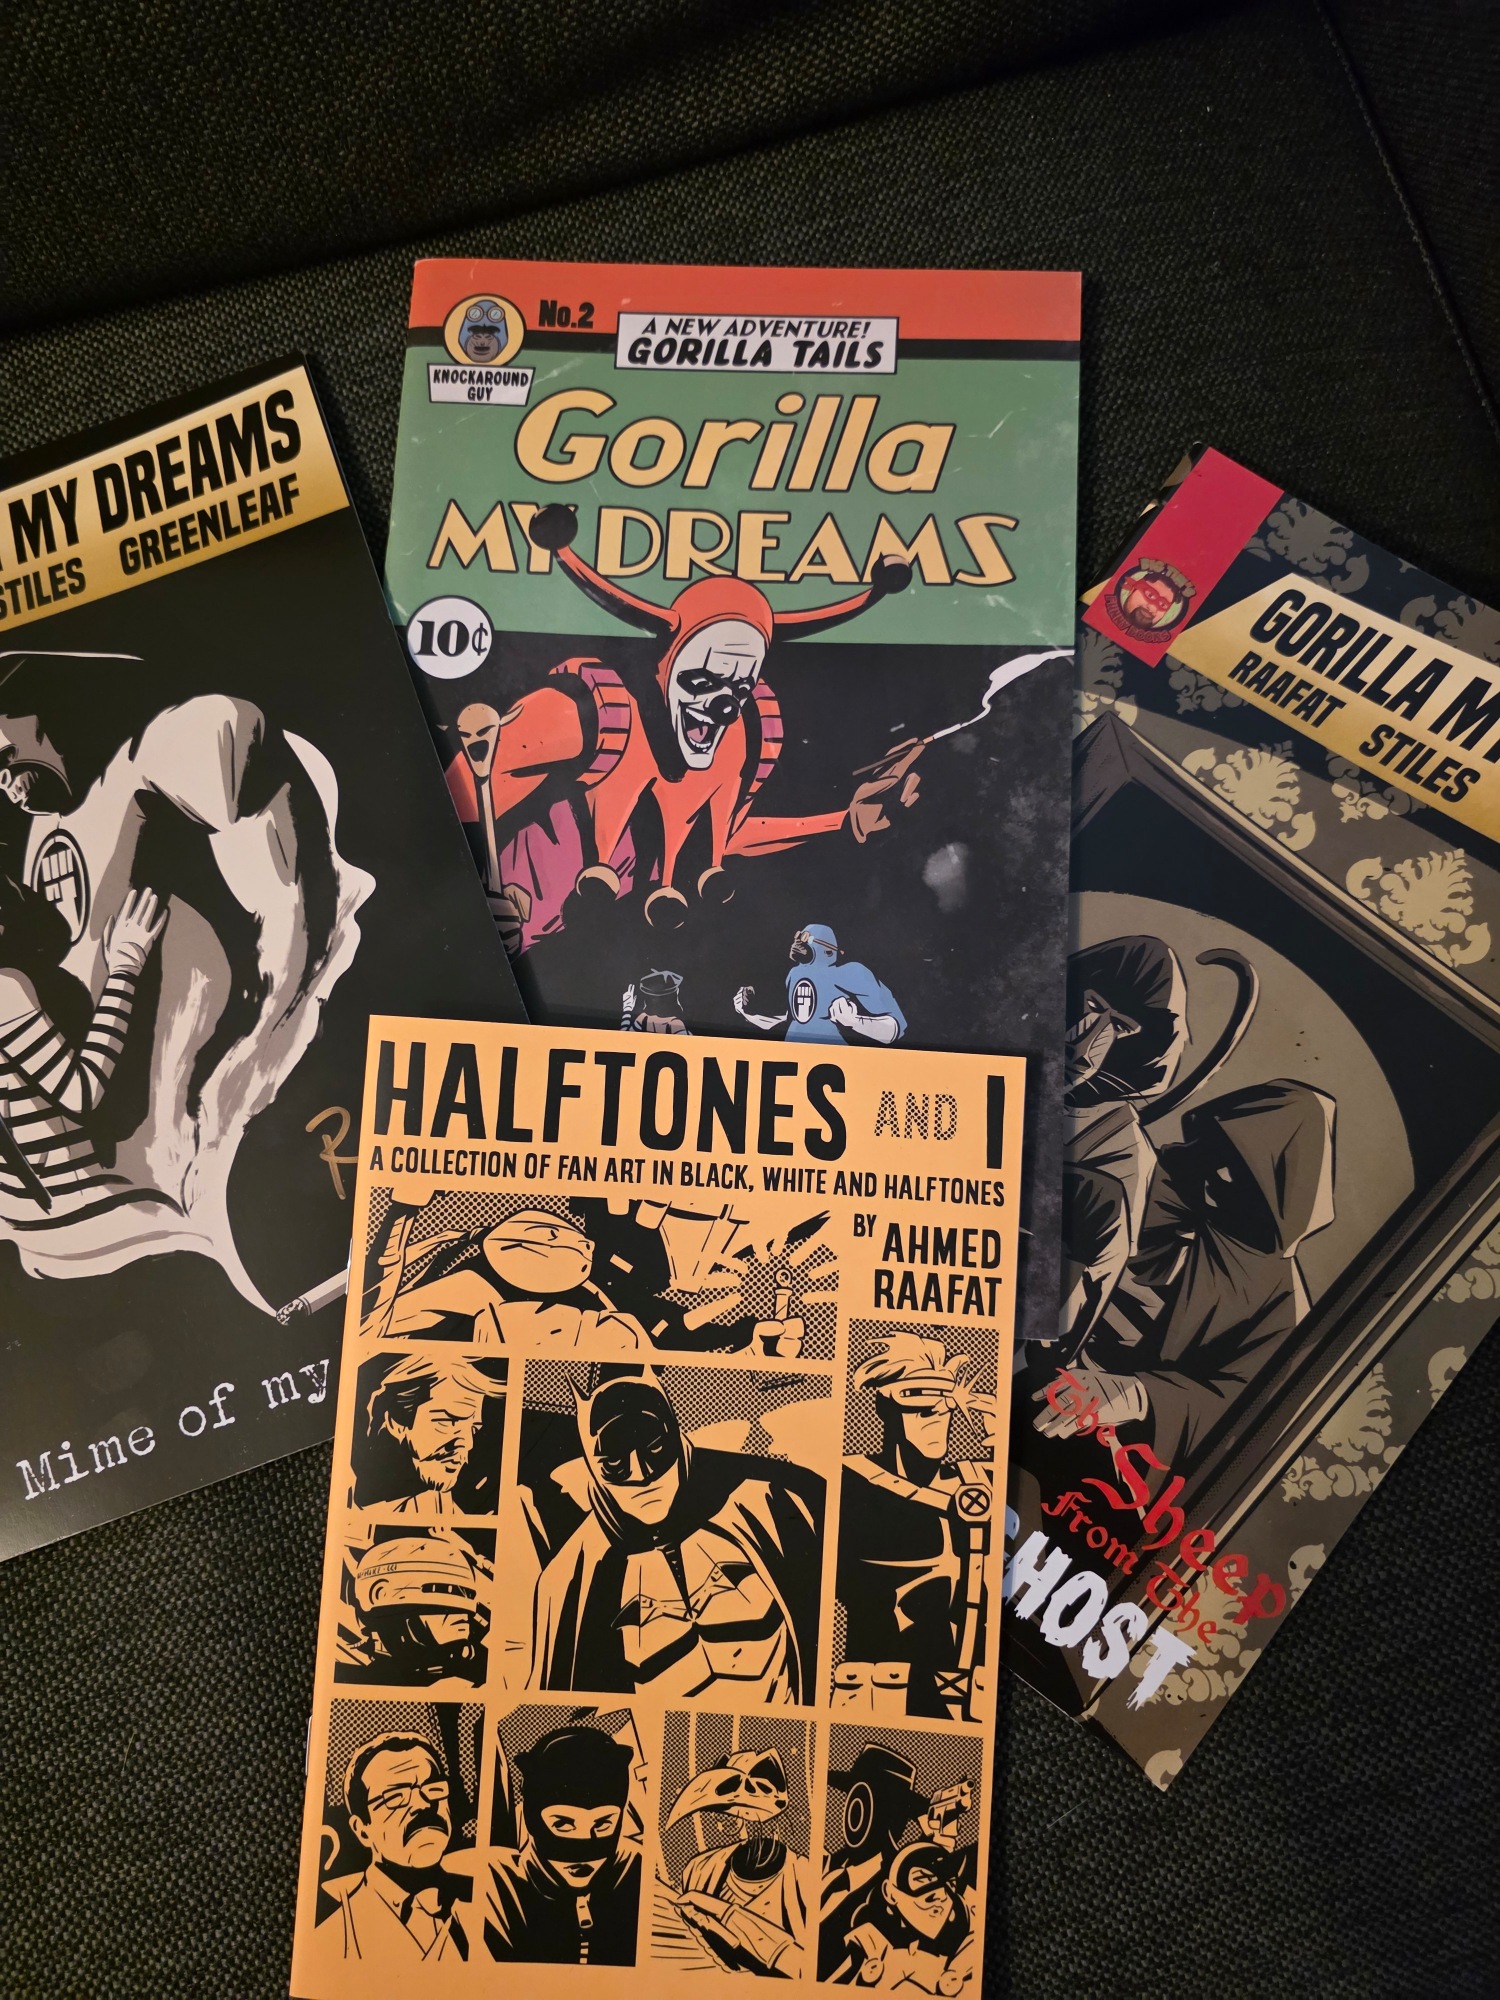 MY DREAMS
STILES GREENLEAF
Mime of my
No.2
A NEW ADVENTURE!
GORILLA TAILS
KNOCKAROUND
GUY
Gorilla
MY DREAMS
10¢
GORILLA MY
RAAFAT STILES
The Sheep
From The
GHOST
HALFTONES AND I
A COLLECTION OF FAN ART IN BLACK, WHITE AND HALFTONES
BY AHMED
RAAFAT